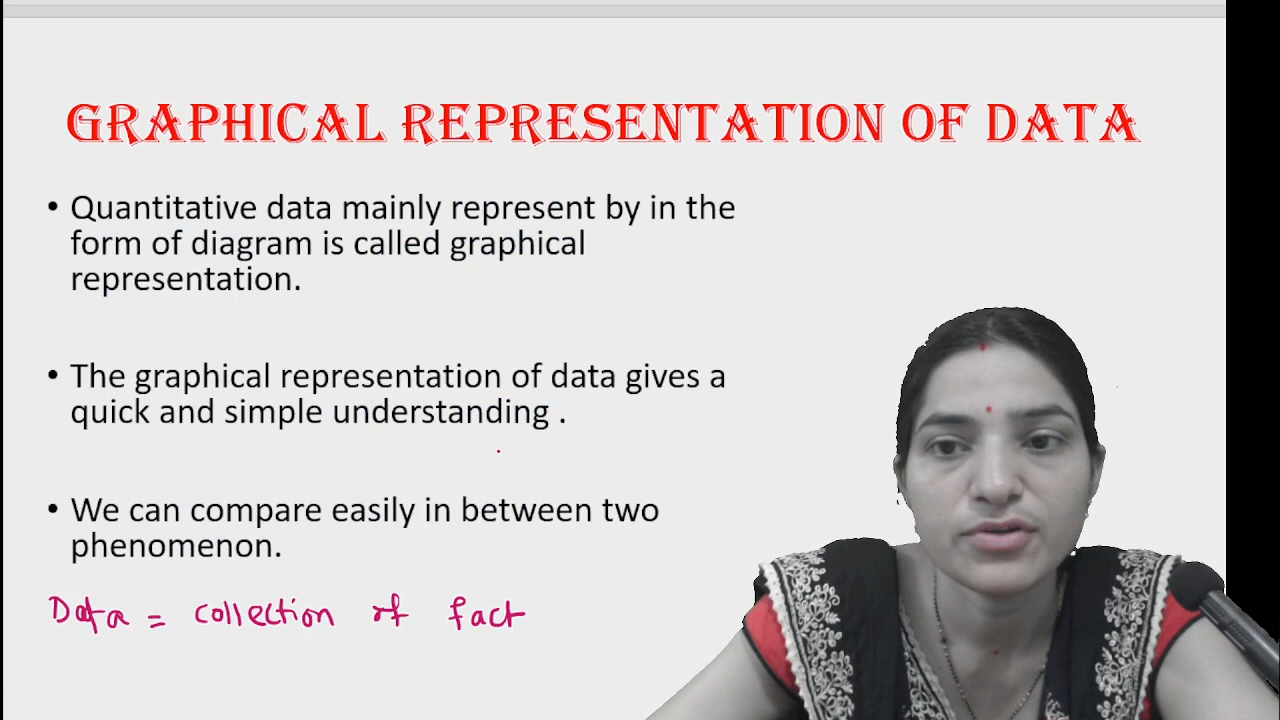 GRAPHICAL REPRESENTATION OF DATA
• Quantitative data mainly represent by in the
form of diagram is called graphical
representation.
• The graphical representation of data gives a
quick and simple understanding .
• We can compare easily in between two
phenomenon.
Data = collection of fact